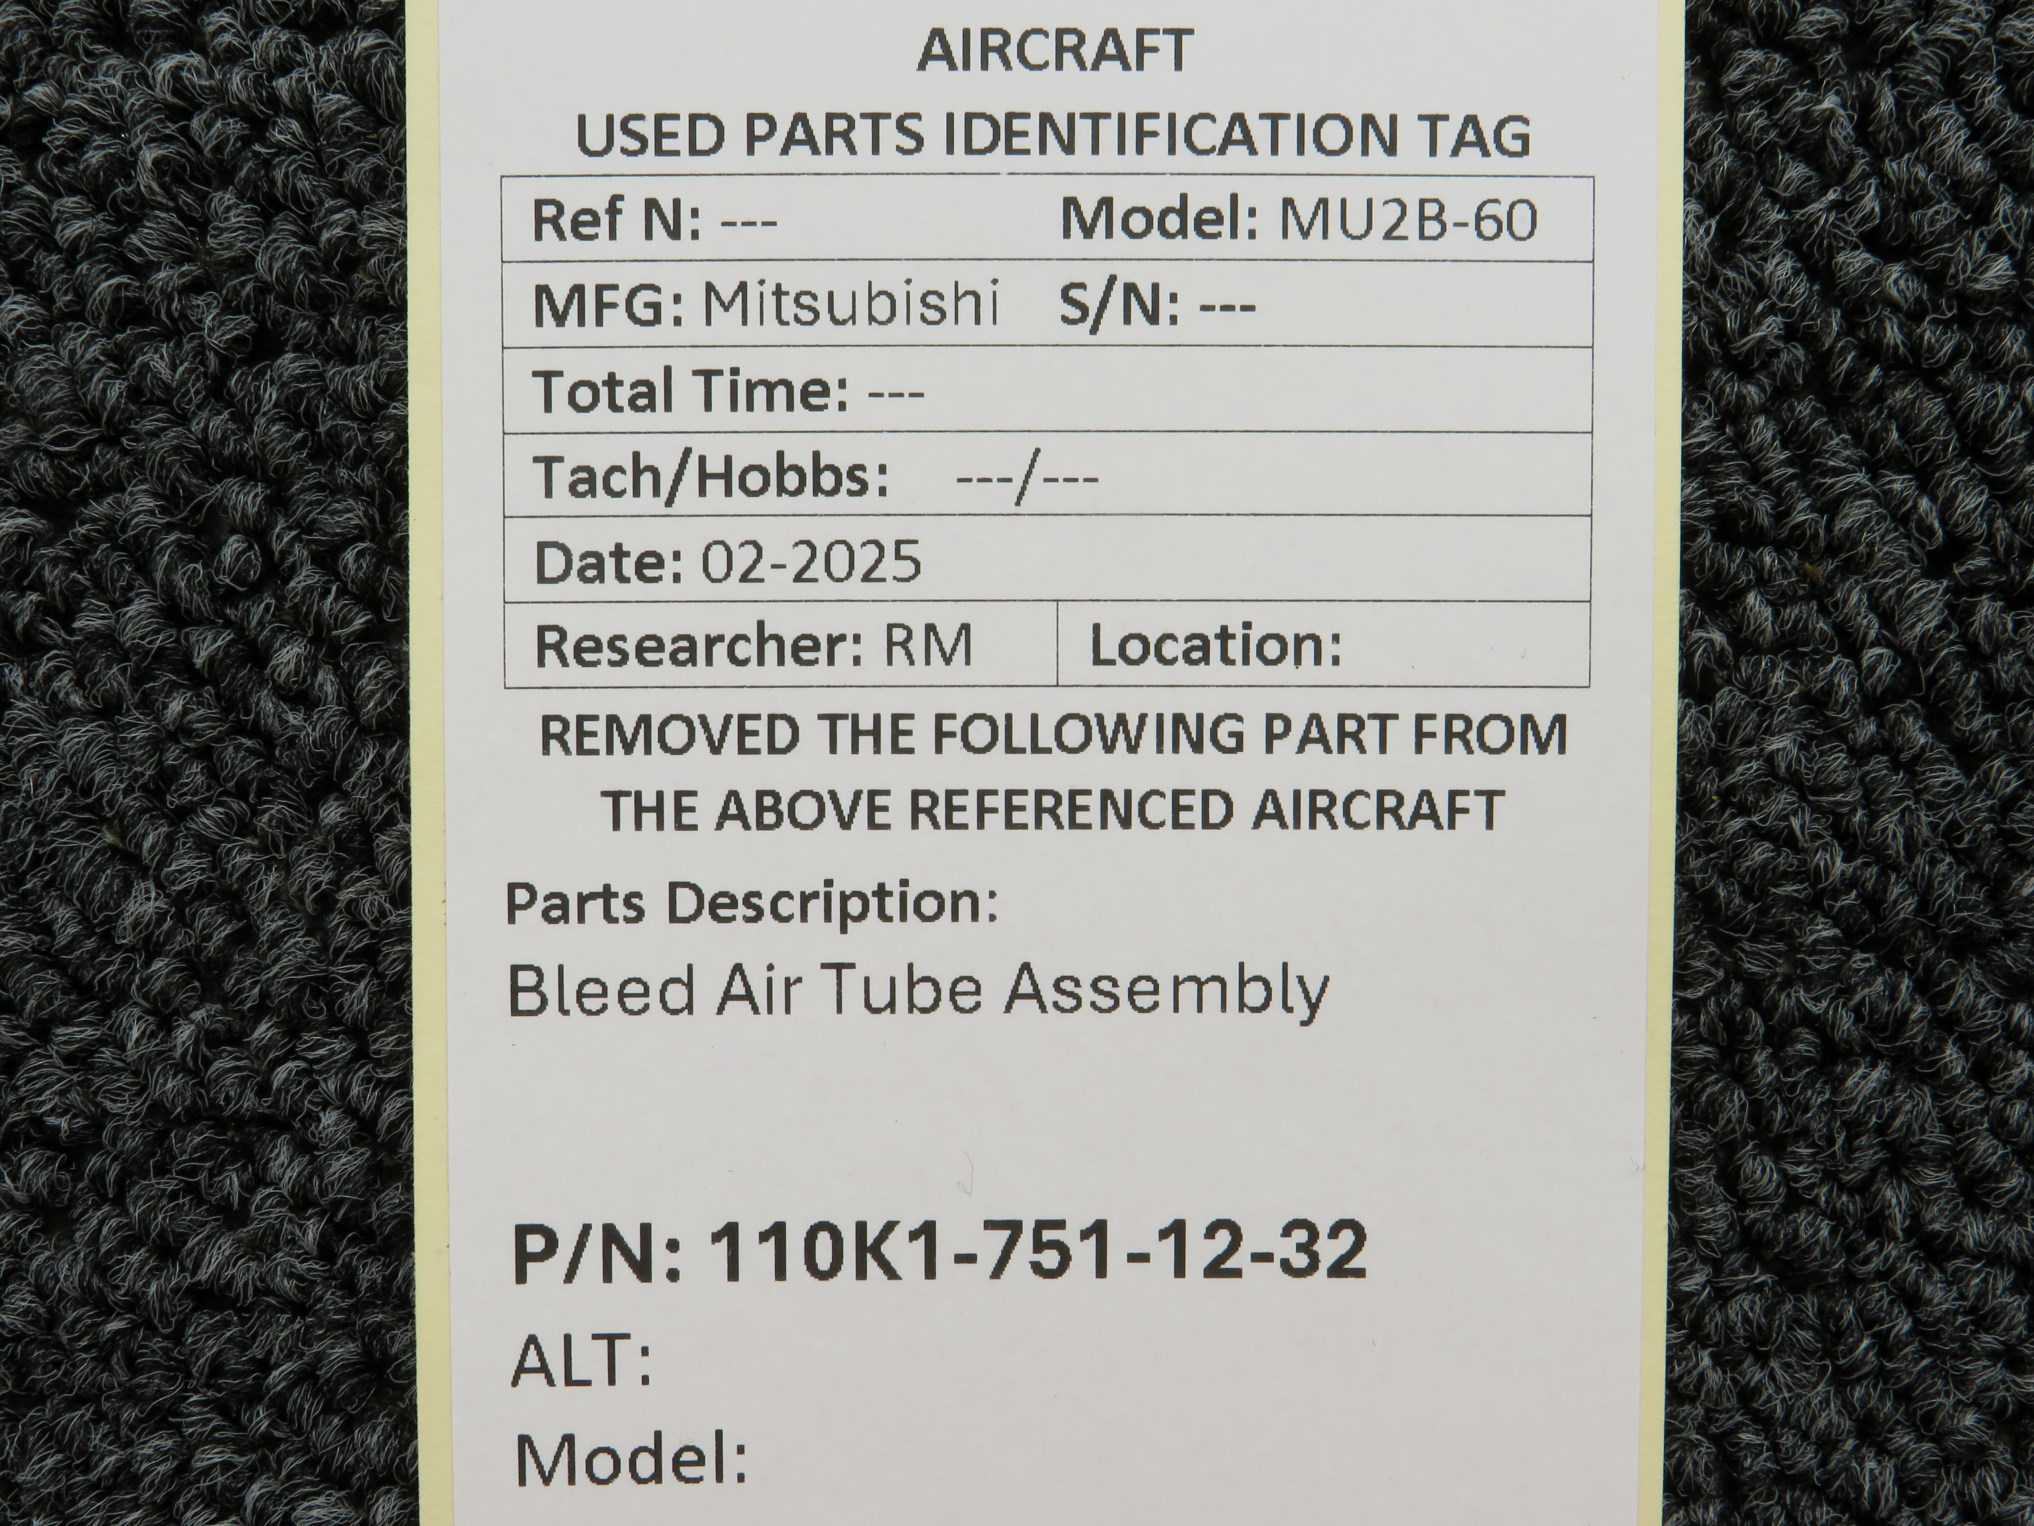 AIRCRAFT
USED PARTS IDENTIFICATION TAG
Ref N: --- Model: MU2B-60
MFG: Mitsubishi S/N: ---
Total Time: ---
Tach/Hobbs: ---/---
Date: 02-2025
Researcher: RM Location:
REMOVED THE FOLLOWING PART FROM
THE ABOVE REFERENCED AIRCRAFT
Parts Description:
Bleed Air Tube Assembly
P/N: 110K1-751-12-32
ALT:
Model: